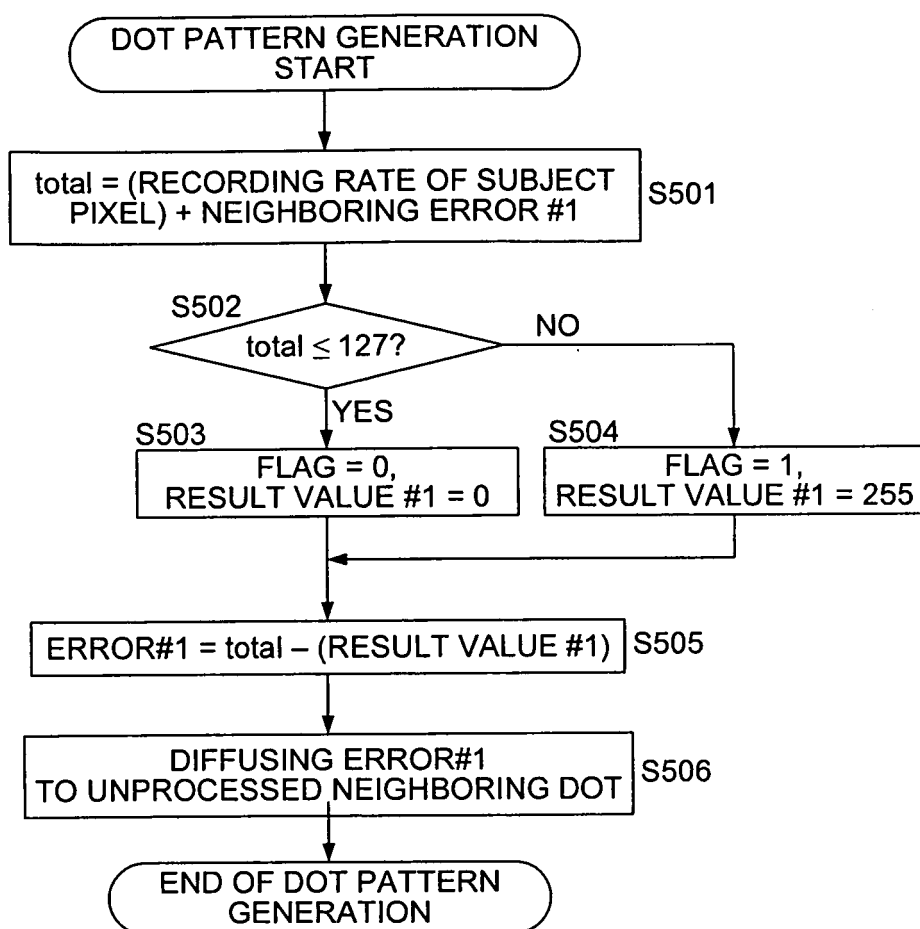 DOT PATTERN GENERATION
START
total = (RECORDING RATE OF SUBJECT
PIXEL) + NEIGHBORING ERROR #1
S501
S502
total ≤ 127?
NO
YES
S503
FLAG = 0,
RESULT VALUE #1 = 0
S504
FLAG = 1,
RESULT VALUE #1 = 255
ERROR#1 = total – (RESULT VALUE #1)
S505
DIFFUSING ERROR#1
TO UNPROCESSED NEIGHBORING DOT
S506
END OF DOT PATTERN
GENERATION